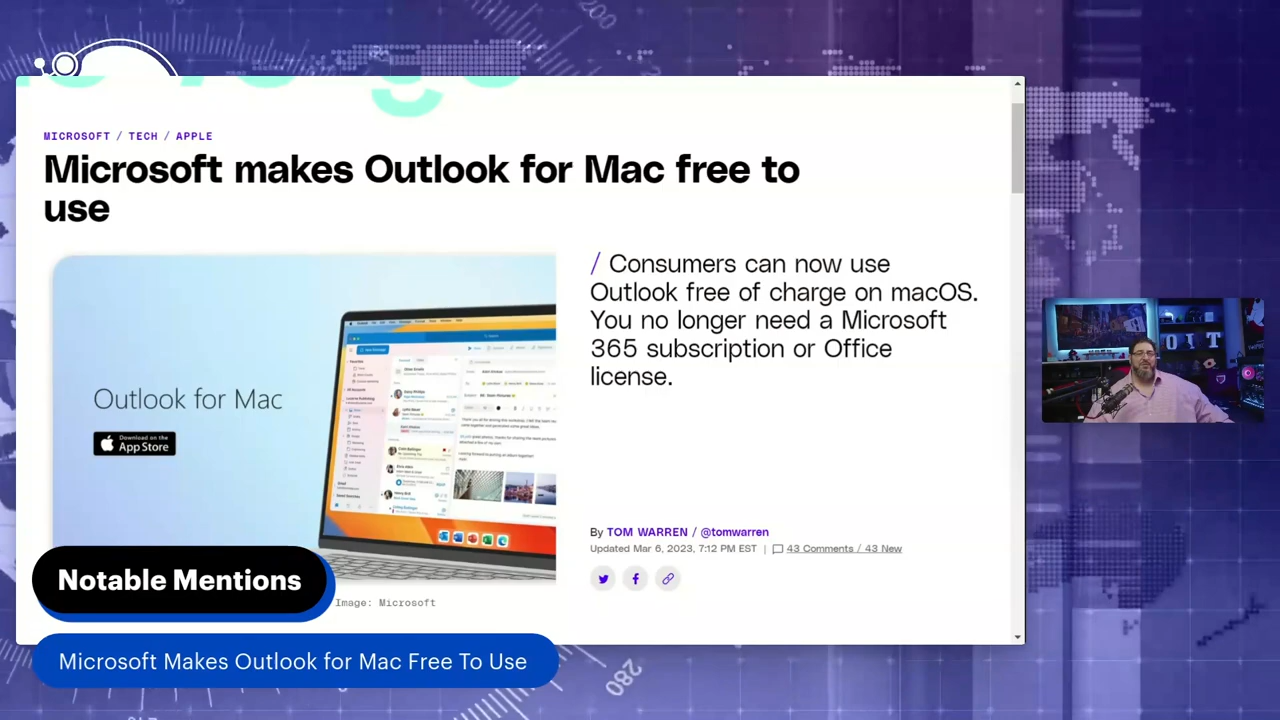 200
MICROSOFT / TECH / APPLE
Microsoft makes Outlook for Mac free to
use
/ Consumers can now use
Outlook free of charge on macOS.
You no longer need a Microsoft
365 subscription or Office
license.
Outlook for Mac
Download on the
App Store
By TOM WARREN / @tomwarren
Updated Mar 6, 2023, 7:12 PM EST | 43 Comments / 43 New
Image: Microsoft
Notable Mentions
Microsoft Makes Outlook for Mac Free To Use
280